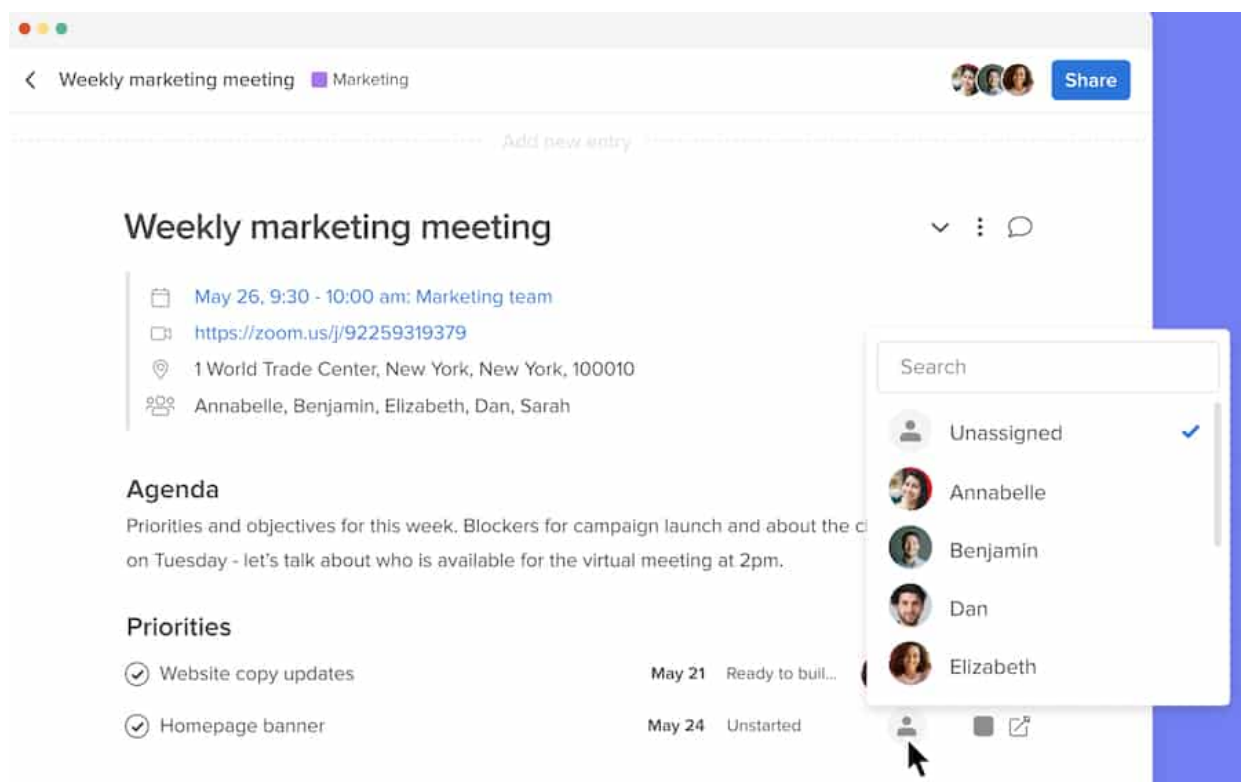 Weekly marketing meeting Marketing Share
Add new entry
Weekly marketing meeting
May 26, 9:30 - 10:00 am: Marketing team
https://zoom.us/j/92259319379
1 World Trade Center, New York, New York, 100010
Annabelle, Benjamin, Elizabeth, Dan, Sarah
Agenda
Priorities and objectives for this week. Blockers for campaign launch and about the
on Tuesday - let's talk about who is available for the virtual meeting at 2pm.
Priorities
Website copy updates May 21 Ready to buil...
Homepage banner May 24 Unstarted
Search
Unassigned
Annabelle
Benjamin
Dan
Elizabeth